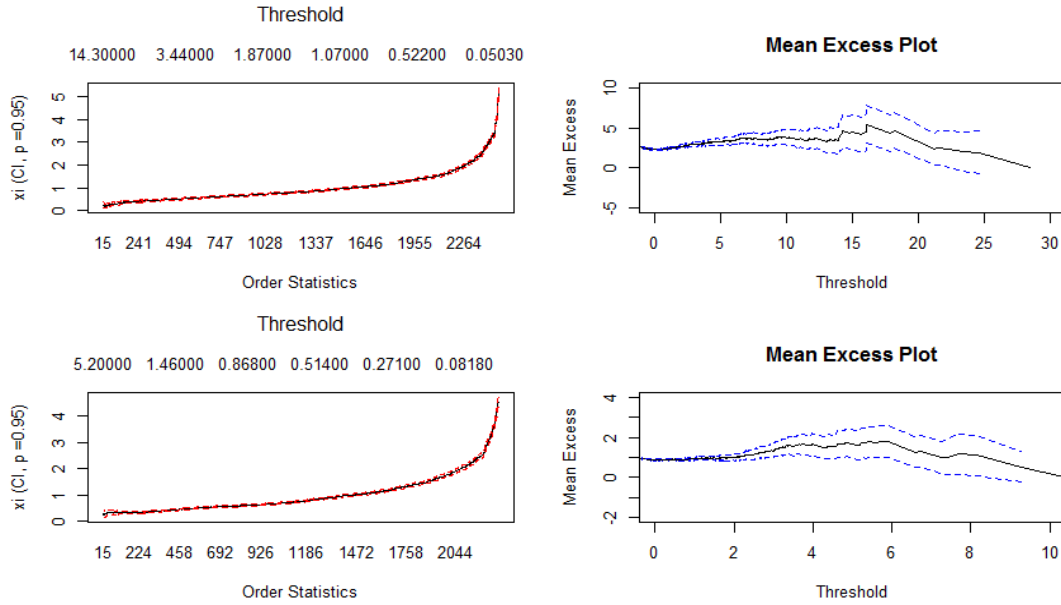 Threshold
14.30000 3.44000 1.87000 1.07000 0.52200 0.05030
xi (CI, p =0.95)
5
4
3
2
1
0
15 241 494 747 1028 1337 1646 1955 2264
Order Statistics
Mean Excess Plot
Mean Excess
10
5
0
-5
0 5 10 15 20 25 30
Threshold
Threshold
5.20000 1.46000 0.86800 0.51400 0.27100 0.08180
xi (CI, p =0.95)
4
3
2
1
0
15 224 458 692 926 1186 1472 1758 2044
Order Statistics
Mean Excess Plot
Mean Excess
4
2
0
-2
0 2 4 6 8 10
Threshold